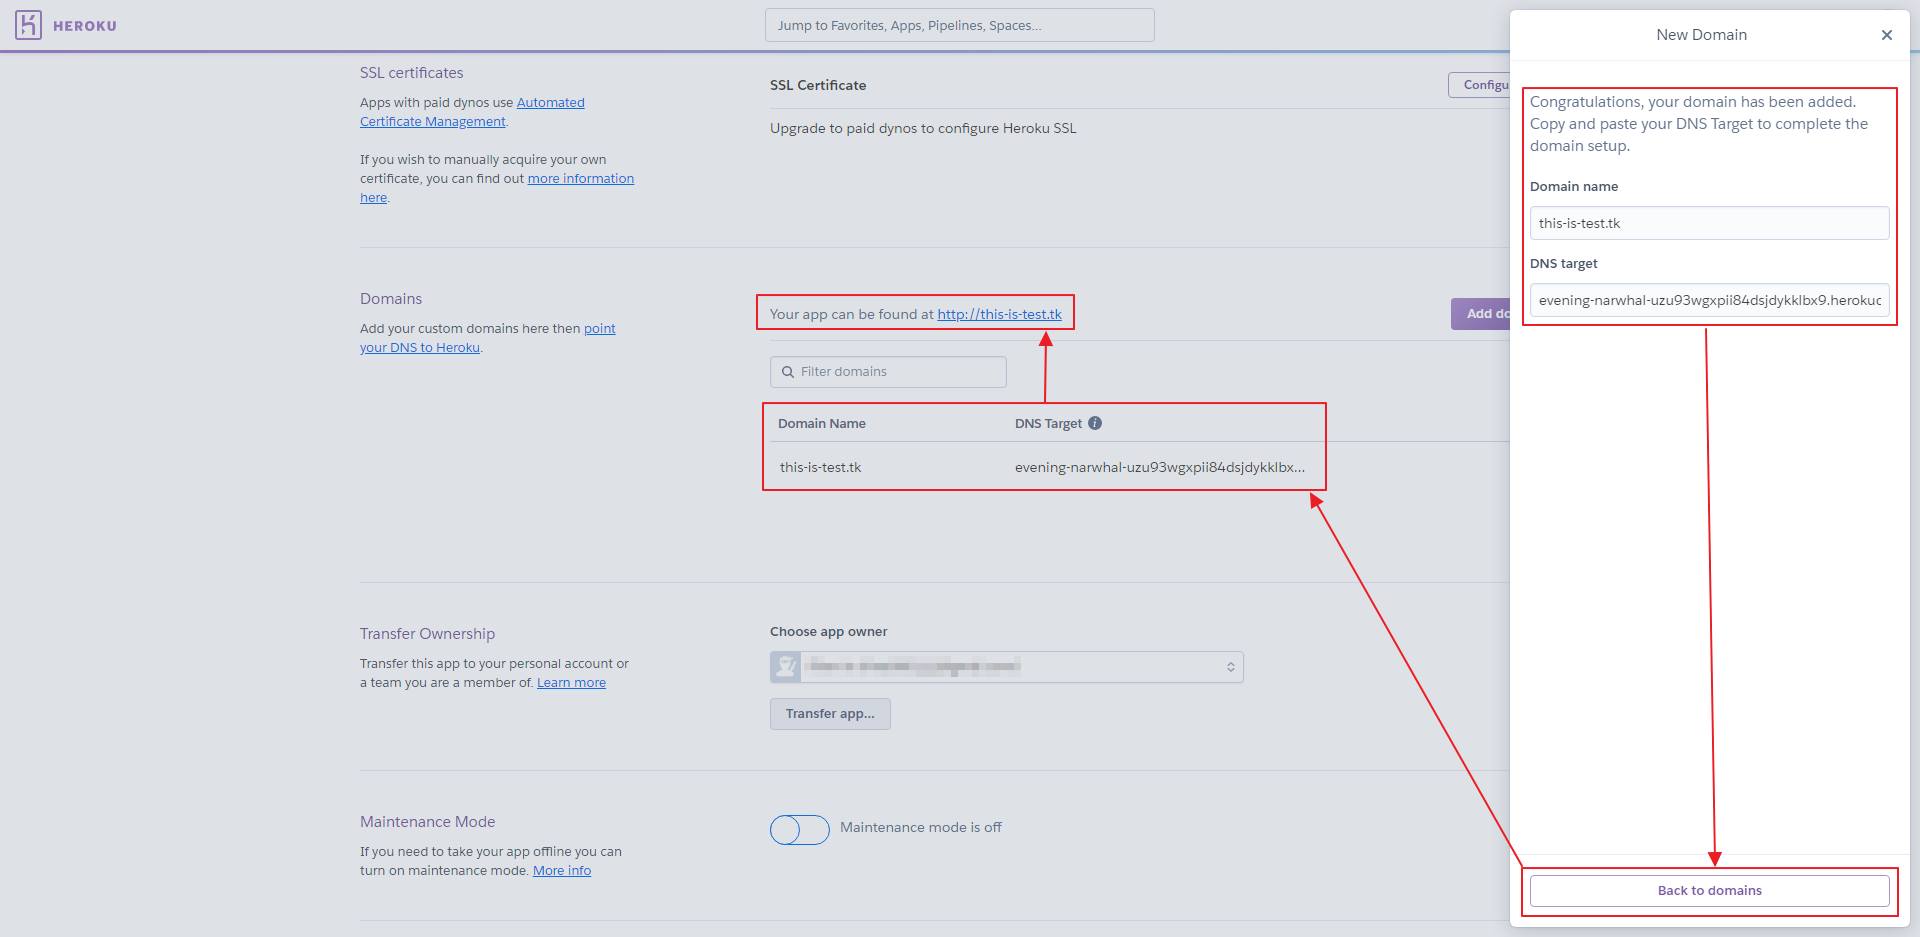 HEROKU
Jump to Favorites, Apps, Pipelines, Spaces...
SSL certificates
Apps with paid dynos use Automated
Certificate Management.
If you wish to manually acquire your own
certificate, you can find out more information
here.
SSL Certificate
Configu
Upgrade to paid dynos to configure Heroku SSL
Domains
Add your custom domains here then point
your DNS to Heroku.
Your app can be found at http://this-is-test.tk
Add do
Filter domains
Domain Name DNS Target i
this-is-test.tk evening-narwhal-uzu93wgxpii84dsjdykklbx...
Transfer Ownership
Transfer this app to your personal account or
a team you are a member of. Learn more
Choose app owner
Transfer app...
Maintenance Mode
If you need to take your app offline you can
turn on maintenance mode. More info
Maintenance mode is off
New Domain
Congratulations, your domain has been added.
Copy and paste your DNS Target to complete the
domain setup.
Domain name
this-is-test.tk
DNS target
evening-narwhal-uzu93wgxpii84dsjdykklbx9.herokuc
Back to domains